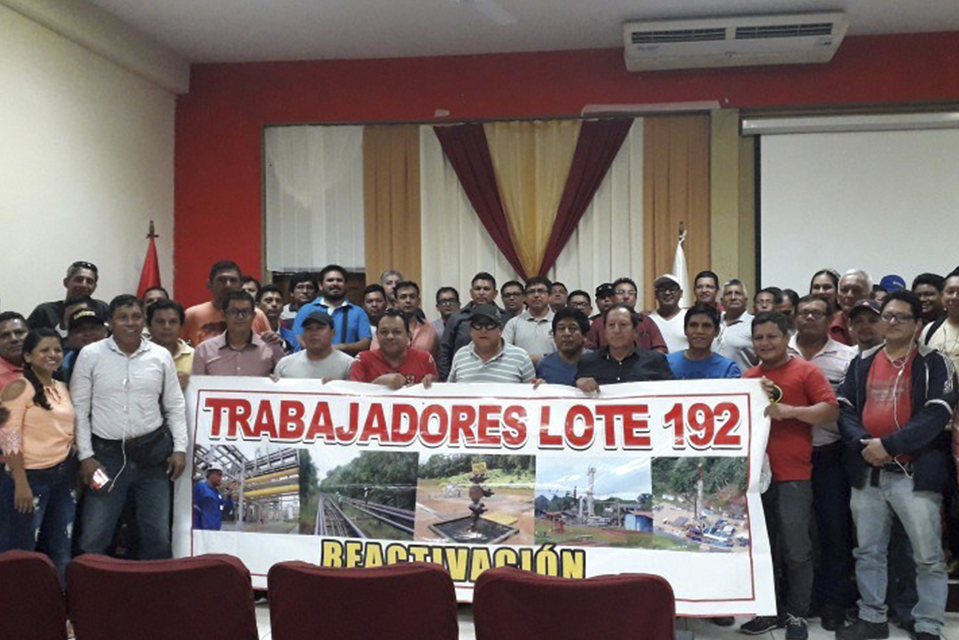 TRABAJADORES LOTE 192
REACTIVACIÓN